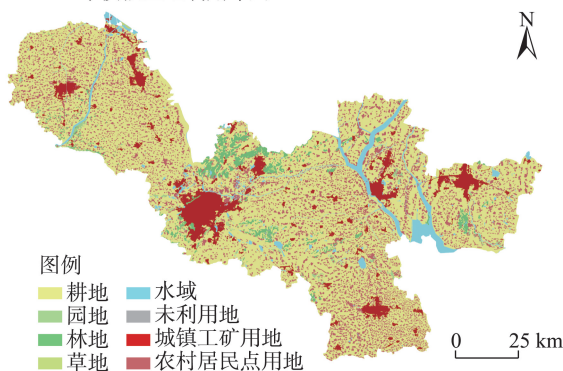 N
图例
耕地 水域
园地 未利用地
林地 城镇工矿用地
草地 农村居民点用地
0 25 km